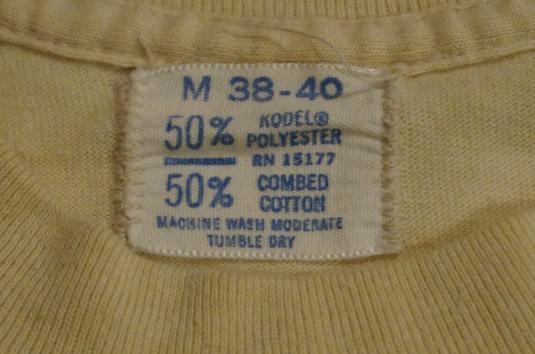 M 38-40
50% KODEL®
POLYESTER
RN 15177
50% COMBED
COTTON
MACHINE WASH MODERATE
TUMBLE DRY